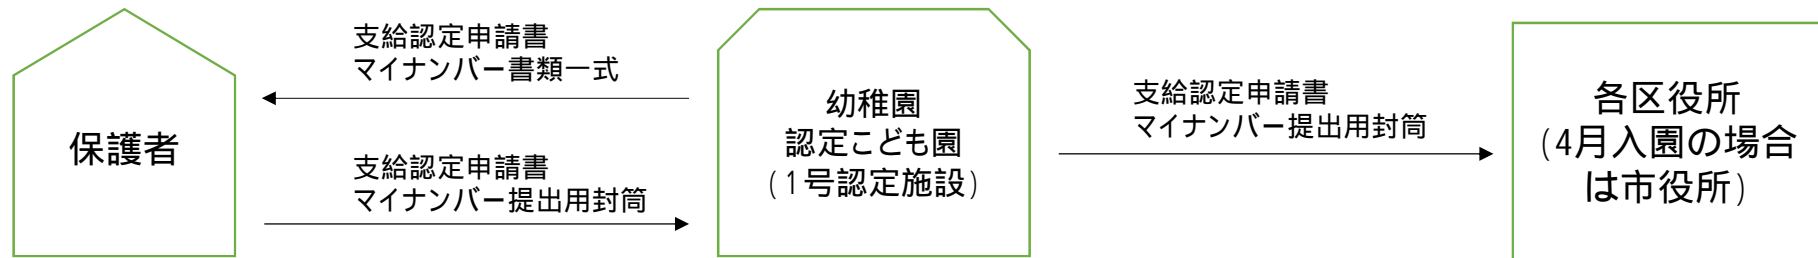 保護者
支給認定申請書
マイナンバー書類一式
支給認定申請書
マイナンバー提出用封筒
幼稚園
認定こども園
(1号認定施設)
支給認定申請書
マイナンバー提出用封筒
各区役所
(4月入園の場合
は市役所)